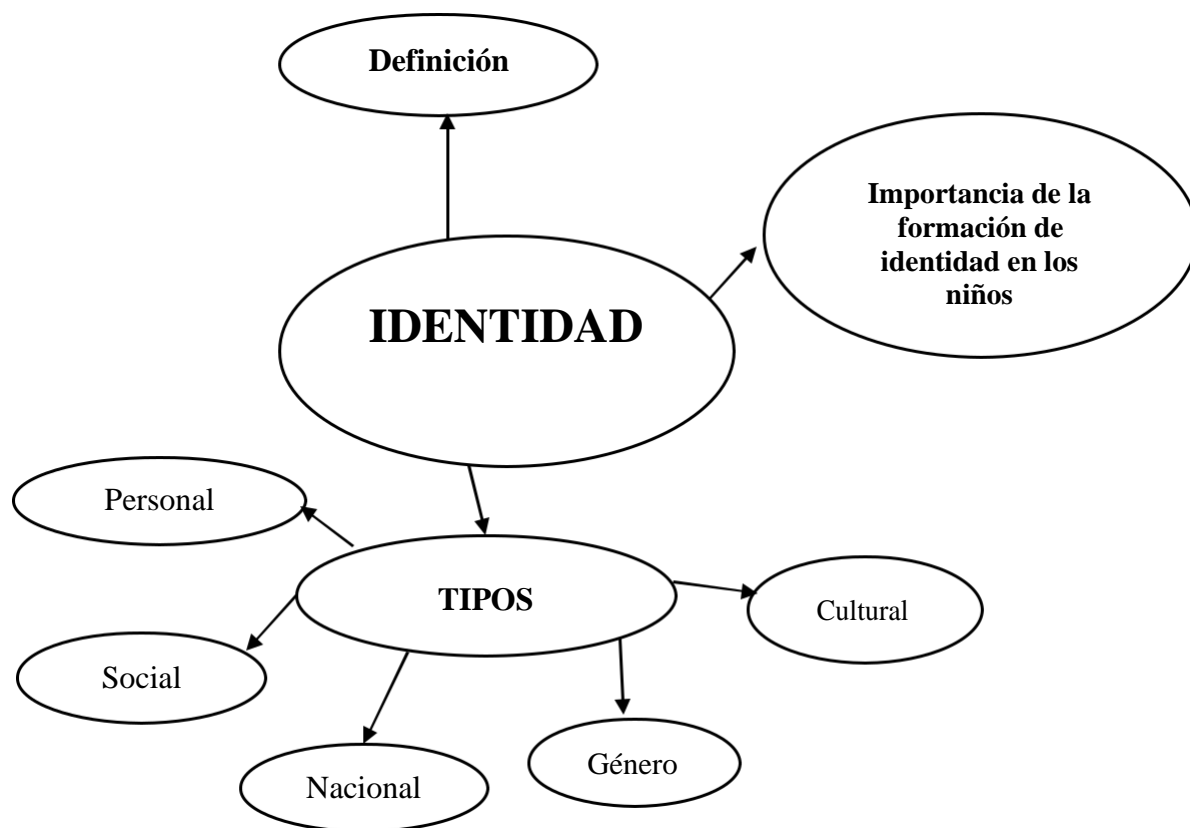 Definición
Importancia de la
formación de
identidad en los
niños
IDENTIDAD
Personal
TIPOS
Cultural
Social
Género
Nacional